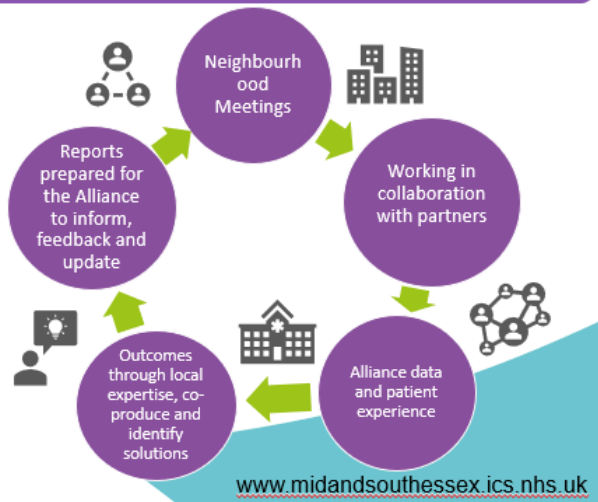 Neighbourh
ood
Meetings
Working in
collaboration
with partners
Alliance data
and patient
experience
Outcomes
through local
expertise, co-
produce and
identify
solutions
Reports
prepared for
the Alliance
to inform,
feedback and
update
www.midandsouthessex.ics.nhs.uk